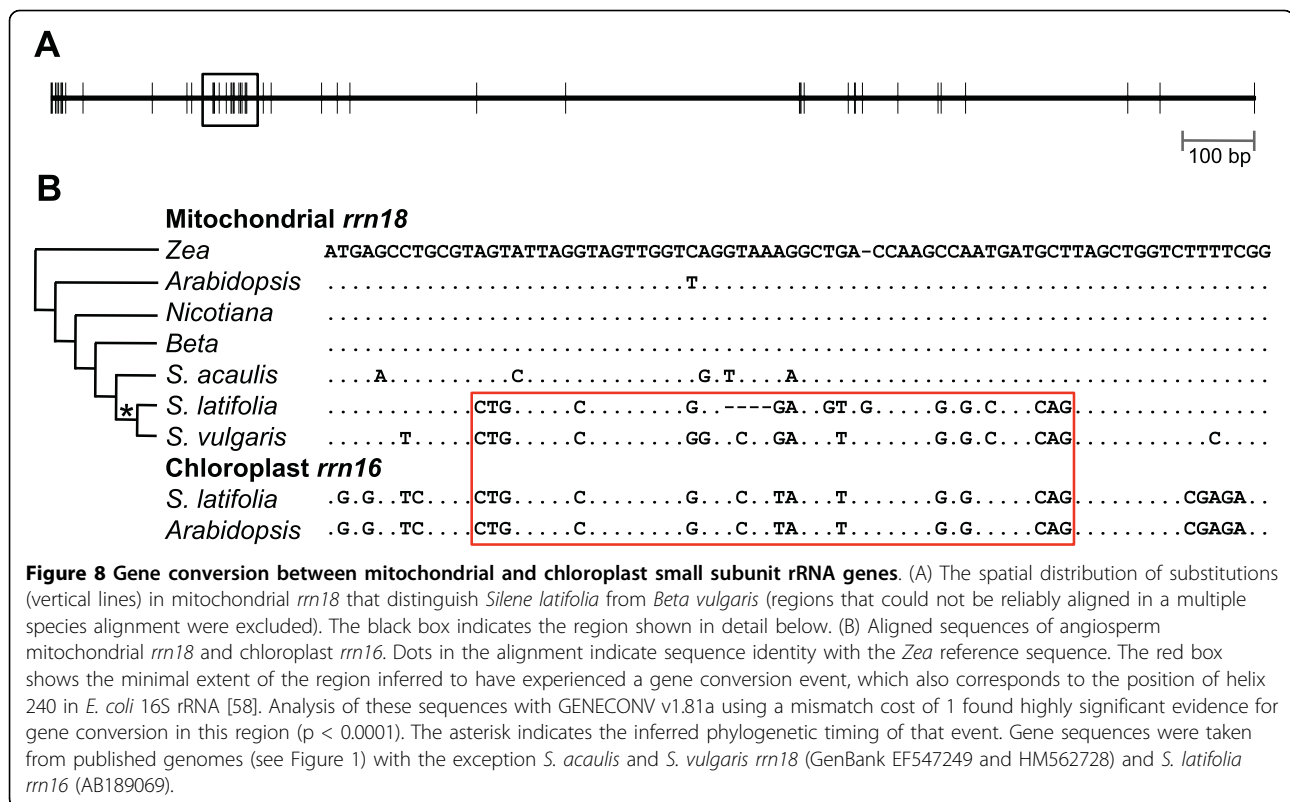 A
100 bp
B
Mitochondrial rrn18
Zea ATGAGCCTGCGTAGTATTAGGTAGTTGGTCAGGTAAAGGCTGA-CCAAGCCAATGATGCTTAGCTGGTCTTTTCGG
Arabidopsis .............................T..............................................
Nicotiana ............................................................................
Beta ............................................................................
S. acaulis ....A..........C..............G.T....A......................................
* S. latifolia ............CTG.....C........G..----GA..GT.G.....G.G.C...CAG................
S. vulgaris ......T.....CTG.....C........GG..C..GA...T.......G.G.C...CAG...........C....
Chloroplast rrn16
S. latifolia .G.G..TC....CTG.....C........G...C..TA...T.......G.G.....CAG.........CGAGA..
Arabidopsis .G.G..TC....CTG.....C........G...C..TA...T.......G.G.....CAG.........CGAGA..
Figure 8 Gene conversion between mitochondrial and chloroplast small subunit rRNA genes. (A) The spatial distribution of substitutions
(vertical lines) in mitochondrial rrn18 that distinguish Silene latifolia from Beta vulgaris (regions that could not be reliably aligned in a multiple
species alignment were excluded). The black box indicates the region shown in detail below. (B) Aligned sequences of angiosperm
mitochondrial rrn18 and chloroplast rrn16. Dots in the alignment indicate sequence identity with the Zea reference sequence. The red box
shows the minimal extent of the region inferred to have experienced a gene conversion event, which also corresponds to the position of helix
240 in E. coli 16S rRNA [58]. Analysis of these sequences with GENECONV v1.81a using a mismatch cost of 1 found highly significant evidence for
gene conversion in this region (p < 0.0001). The asterisk indicates the inferred phylogenetic timing of that event. Gene sequences were taken
from published genomes (see Figure 1) with the exception S. acaulis and S. vulgaris rrn18 (GenBank EF547249 and HM562728) and S. latifolia
rrn16 (AB189069).